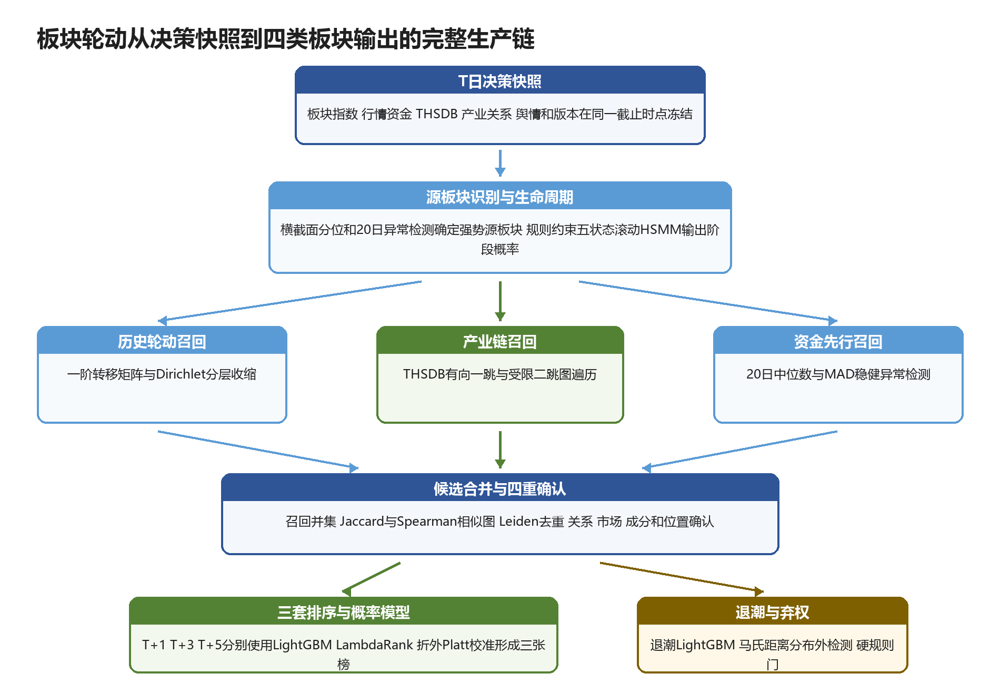 板块轮动从决策快照到四类板块输出的完整生产链
T日决策快照
板块指数 行情资金 THSDB 产业关系 舆情和版本在同一截止时点冻结
源板块识别与生命周期
横截面分位和20日异常检测确定强势源板块 规则约束五状态滚动HSMM输出阶
段概率
历史轮动召回
一阶转移矩阵与Dirichlet分层收缩
产业链召回
THSDB有向一跳与受限二跳图遍历
资金先行召回
20日中位数与MAD稳健异常检测
候选合并与四重确认
召回并集 Jaccard与Spearman相似图 Leiden去重 关系 市场 成分和位置确认
三套排序与概率模型
T+1 T+3 T+5分别使用LightGBM LambdaRank 折外Platt校准形成三张
榜
退潮与弃权
退潮LightGBM 马氏距离分布外检测 硬规则
门